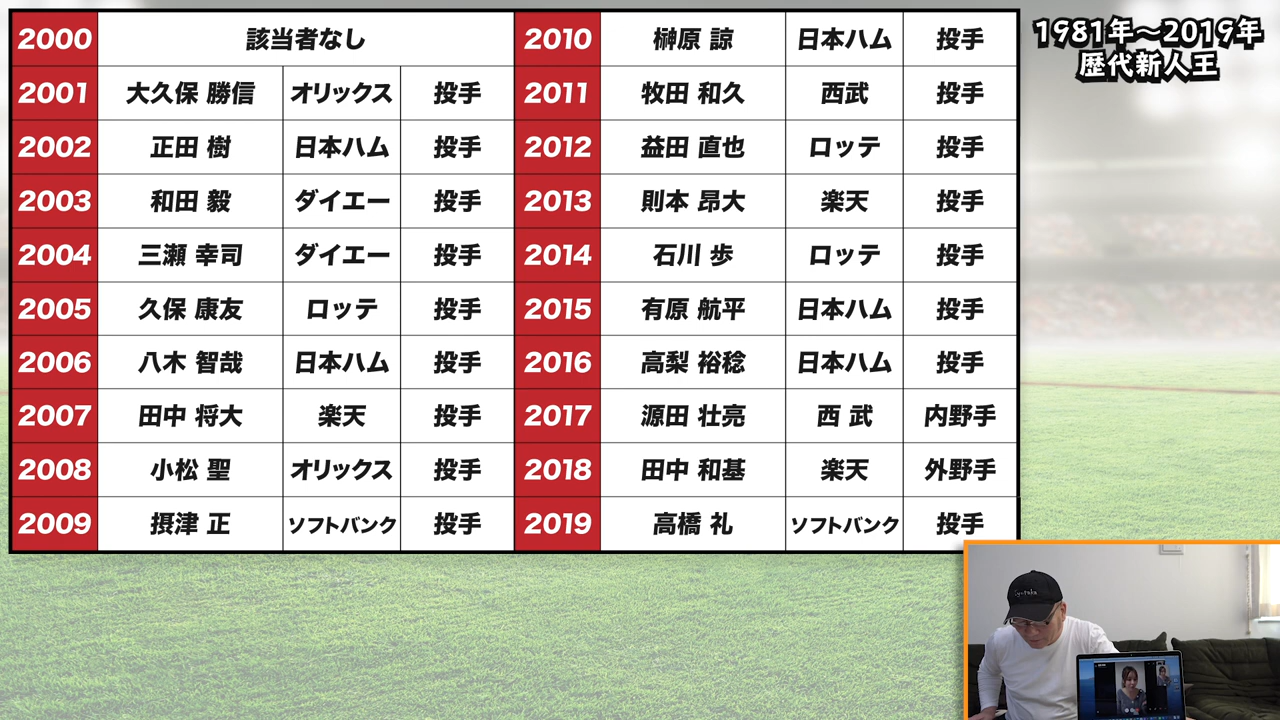 2000 該当者なし
2001 大久保 勝信 オリックス 投手
2002 正田 樹 日本ハム 投手
2003 和田 毅 ダイエー 投手
2004 三瀬 幸司 ダイエー 投手
2005 久保 康友 ロッテ 投手
2006 八木 智哉 日本ハム 投手
2007 田中 将大 楽天 投手
2008 小松 聖 オリックス 投手
2009 摂津 正 ソフトバンク 投手
2010 榊原 諒 日本ハム 投手
2011 牧田 和久 西武 投手
2012 益田 直也 ロッテ 投手
2013 則本 昂大 楽天 投手
2014 石川 歩 ロッテ 投手
2015 有原 航平 日本ハム 投手
2016 高梨 裕稔 日本ハム 投手
2017 源田 壮亮 西 武 内野手
2018 田中 和基 楽天 外野手
2019 高橋 礼 ソフトバンク 投手
1981年〜2019年
歴代新人王